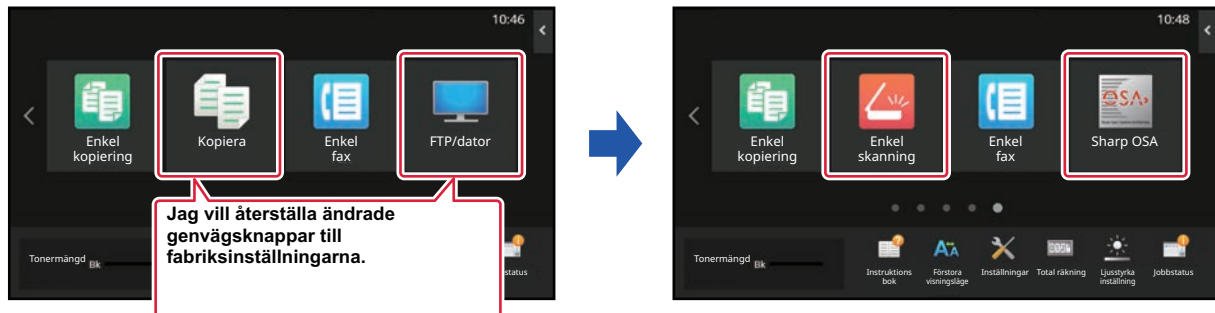 10:46
Enkel
kopiering
Kopiera
Enkel
fax
FTP/dator
Jag vill återställa ändrade
genvägsknappar till
fabriksinställningarna.
Tonermängd
Bk
status
10:48
Enkel
kopiering
Enkel
skanning
Enkel
fax
OSA
Sharp OSA
Tonermängd
Bk
Instruktions
bok
Förstora
visningsläge
Inställningar
Total räkning
Ljusstyrka
inställning
Jobbstatus